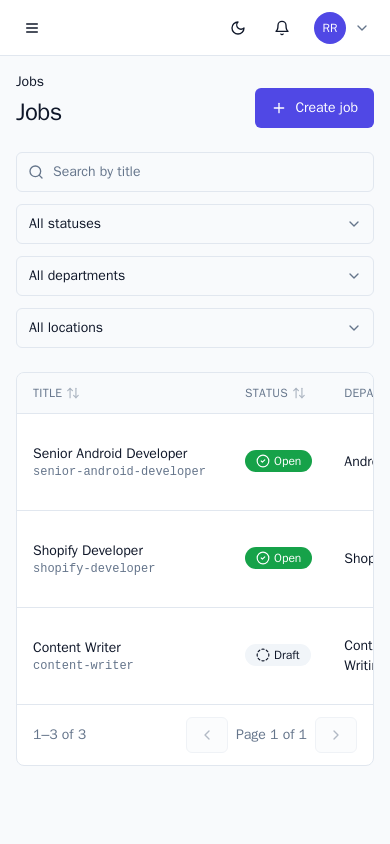 RR
Jobs
Jobs
Create job
Search by title
All statuses
All departments
All locations
TITLE STATUS DEPA
Senior Android Developer Open Andro
senior-android-developer
Shopify Developer Open Shop
shopify-developer
Content Writer Draft Cont
content-writer Writin
1–3 of 3 Page 1 of 1